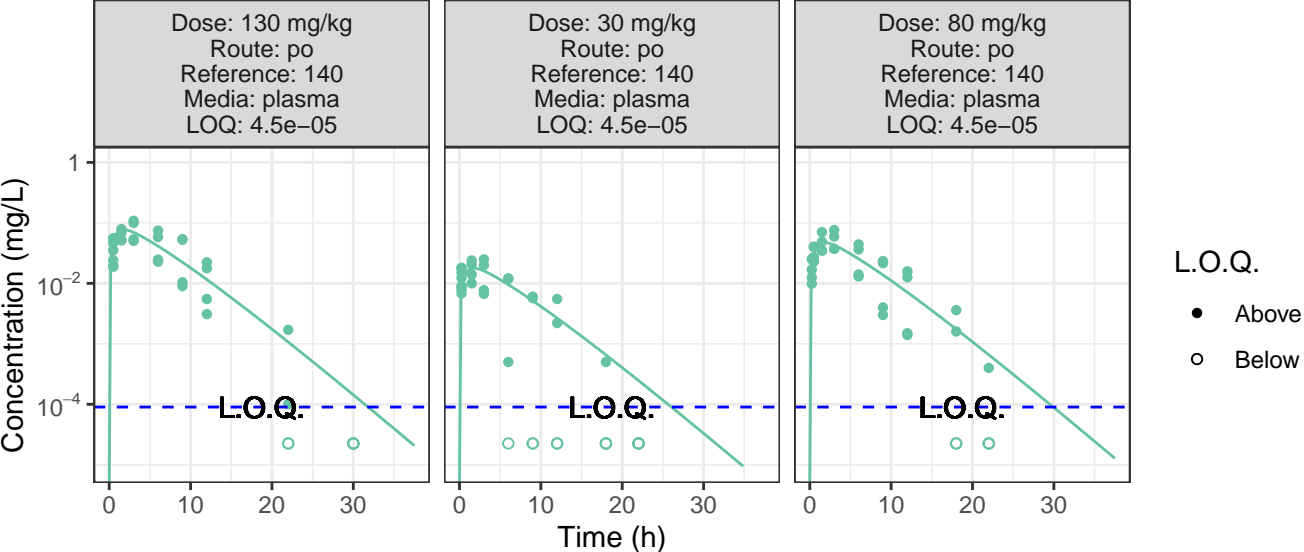 Dose: 130 mg/kg
Route: po
Reference: 140
Media: plasma
LOQ: 4.5e−05
Dose: 30 mg/kg
Route: po
Reference: 140
Media: plasma
LOQ: 4.5e−05
Dose: 80 mg/kg
Route: po
Reference: 140
Media: plasma
LOQ: 4.5e−05
Concentration (mg/L)
1
10−2
10−4
L.O.Q.
L.O.Q.
L.O.Q.
0 10 20 30
0 10 20 30
0 10 20 30
Time (h)
L.O.Q.
Above
Below